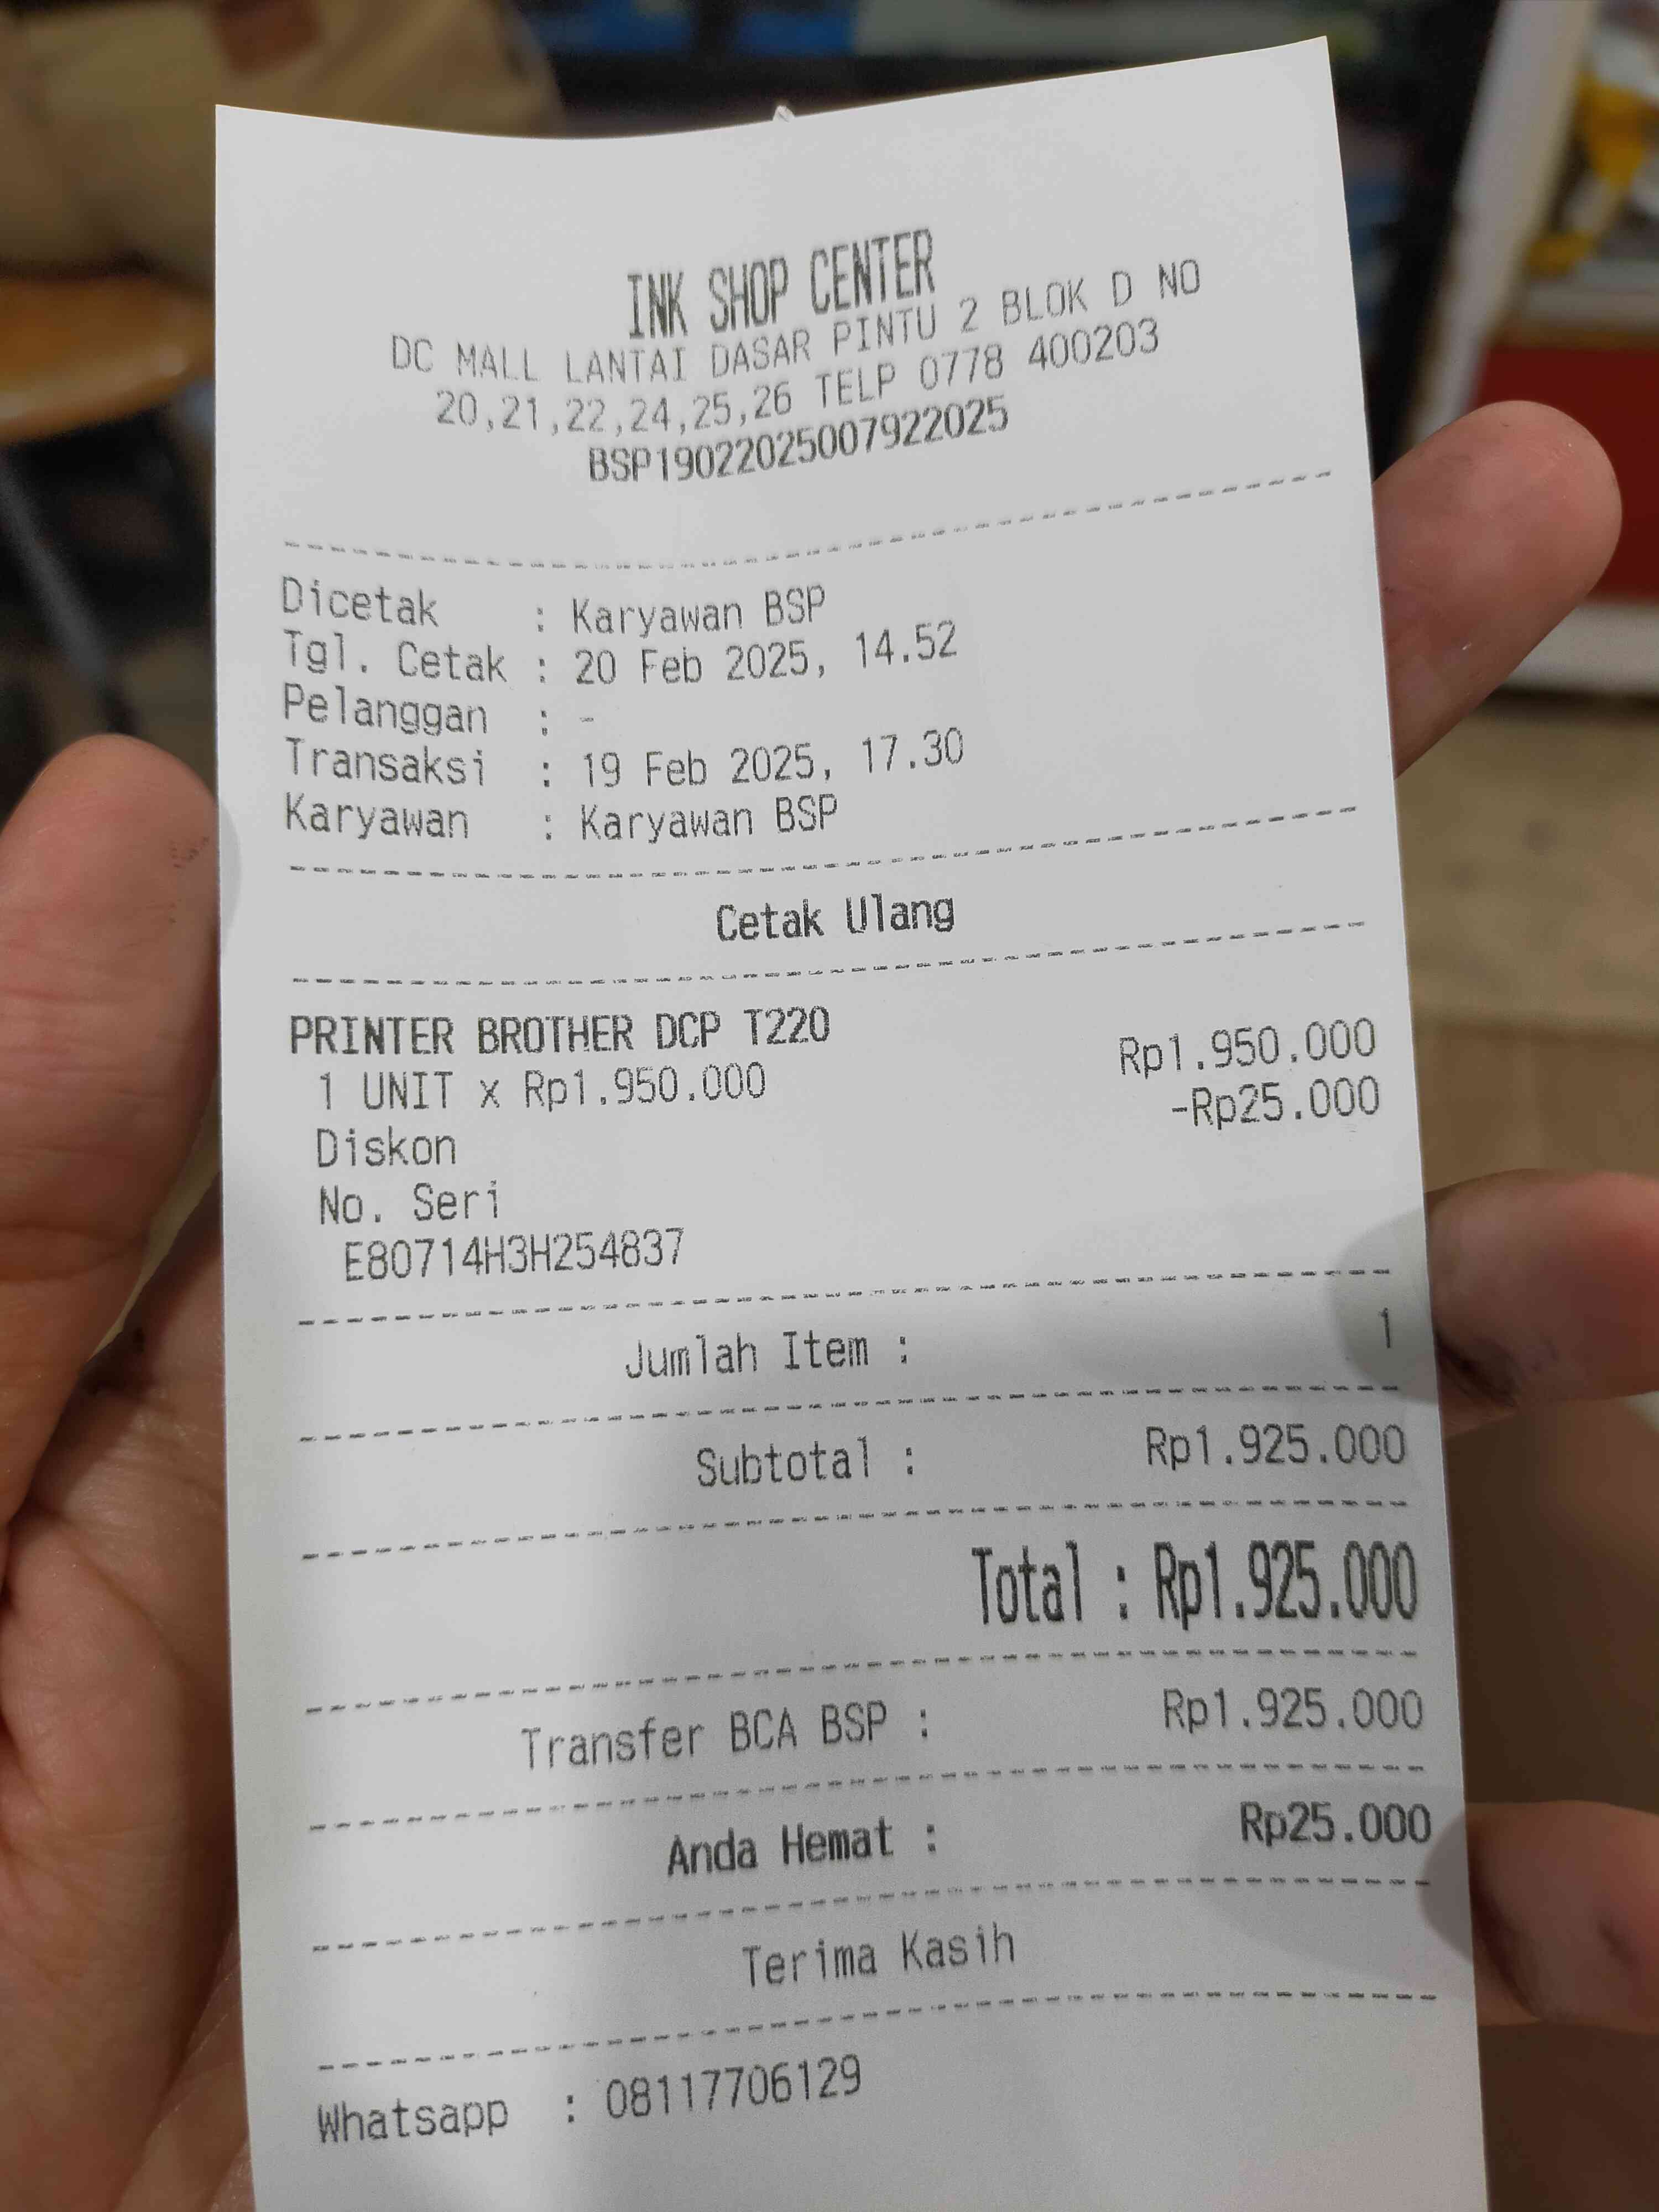 INK SHOP CENTER
DC MALL LANTAI DASAR PINTU 2 BLOK D NO
20,21,22,24,25,26 TELP 0778 400203
BSP19022025007922025
Dicetak : Karyawan BSP
Tgl. Cetak : 20 Feb 2025, 14.52
Pelanggan : -
Transaksi : 19 Feb 2025, 17.30
Karyawan : Karyawan BSP
Cetak Ulang
PRINTER BROTHER DCP T220
1 UNIT x Rp1.950.000 Rp1.950.000
Diskon -Rp25.000
No. Seri
E80714H3H254837
Jumlah Item : 1
Subtotal : Rp1.925.000
Total : Rp1.925.000
Transfer BCA BSP : Rp1.925.000
Anda Hemat : Rp25.000
Terima Kasih
Whatsapp : 08117706129